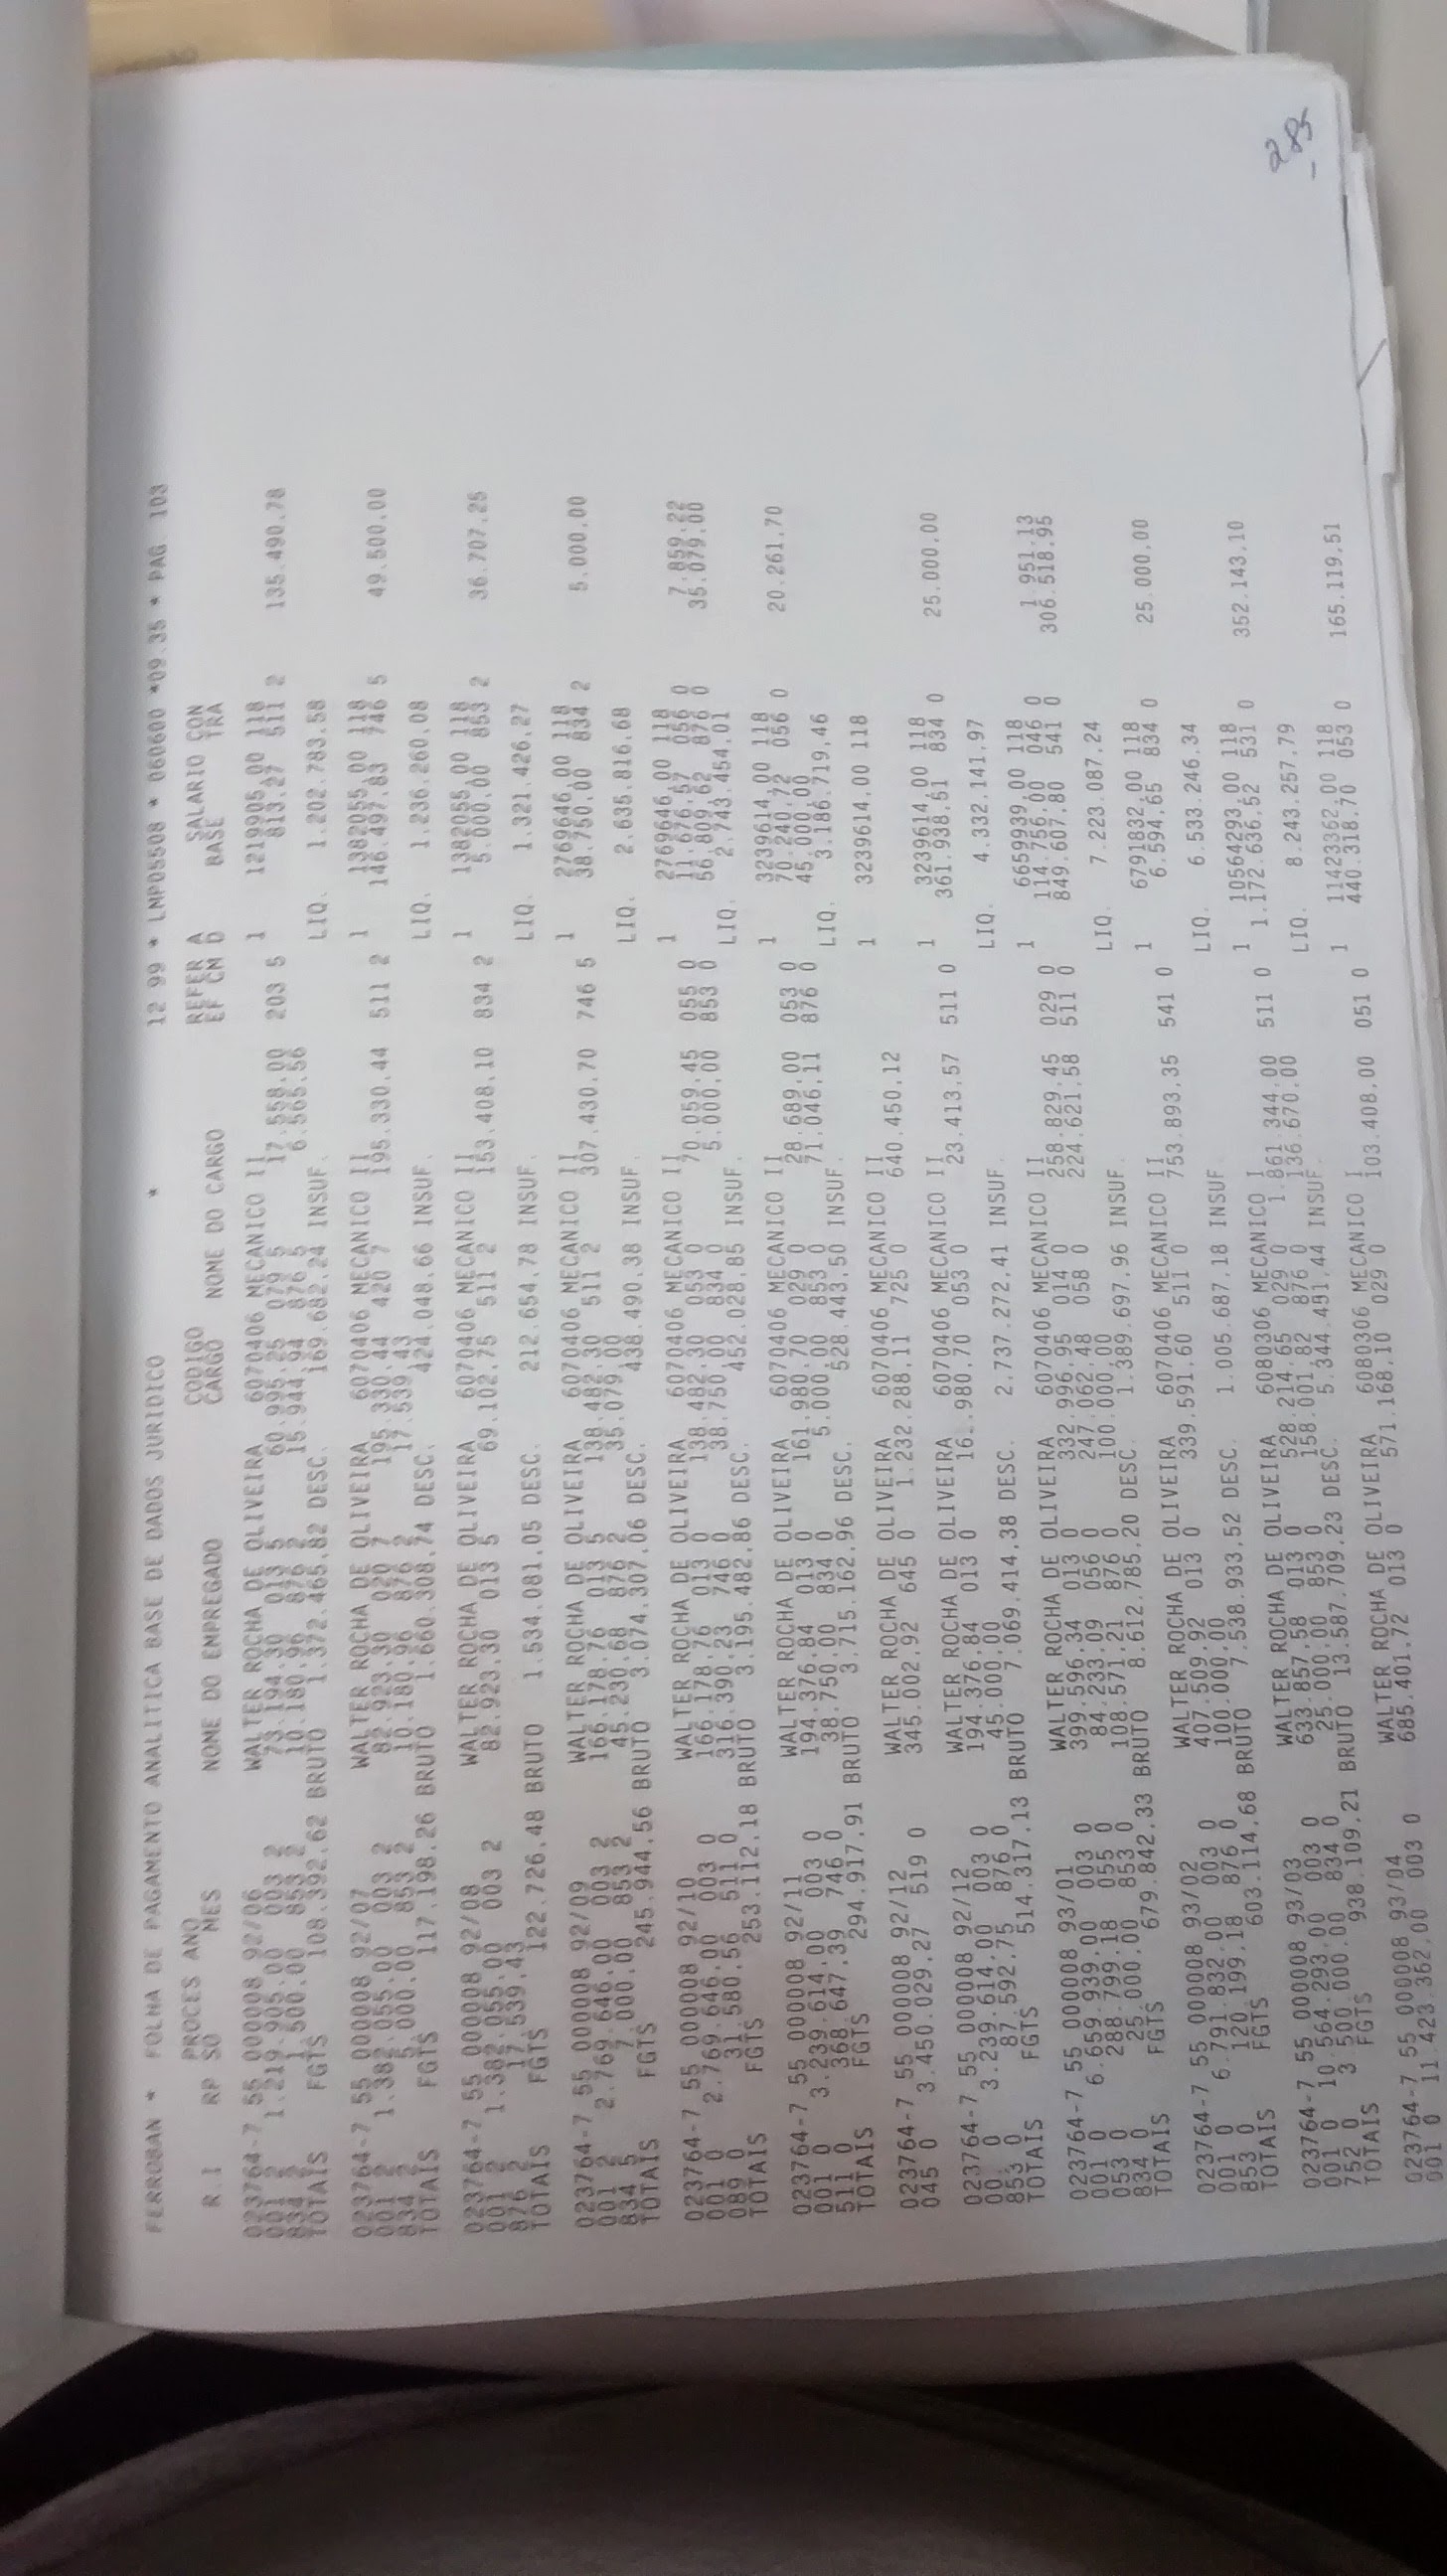 FERROBAN * FOLHA DE PAGAMENTO ANALITICA BASE DE DADOS JURIDICO * 12 99 * LMP05508 * 060600 *09.35 * PAG. 103
PROCES ANO CODIGO REFER A SALARIO CON
R.I RP SO MES NOME DO EMPREGADO CARGO NOME DO CARGO EF CM D BASE TRA
023764-7 55 000008 92/06 WALTER ROCHA DE OLIVEIRA 6070406 MECANICO II 1 1219905,00 118
001 2 1.219.905,00 003 2 73.194.30 013 5 60.995.25 079 5 17.558.00 203 5 813.27 511 2 135.490.78
834 2 1.500.00 853 2 10.180.96 876 2 15.944.94 876 5 6.565.56
TOTAIS FGTS 108.392.62 BRUTO 1.372.465.82 DESC. 169.682.24 INSUF. LIQ. 1.202.783.58
023764-7 55 000008 92/07 WALTER ROCHA DE OLIVEIRA 6070406 MECANICO II 1 1382055,00 118
001 2 1.382.055,00 003 2 82.923.30 020 7 195.330.44 420 7 195.330.44 511 2 146.497.83 746 5 49.500.00
834 2 5.000.00 853 2 10.180.96 876 2 17.539.43
TOTAIS FGTS 117.198.26 BRUTO 1.660.308.74 DESC. 424.048.66 INSUF. LIQ. 1.236.260.08
023764-7 55 000008 92/08 WALTER ROCHA DE OLIVEIRA 6070406 MECANICO II 1 1382055,00 118
001 2 1.382.055,00 003 2 82.923.30 013 5 69.102.75 511 2 153.408.10 834 2 5.000.00 853 2 36.707.25
876 2 17.539.43
TOTAIS FGTS 122.726.48 BRUTO 1.534.081.05 DESC. 212.654.78 INSUF. LIQ. 1.321.426.27
023764-7 55 000008 92/09 WALTER ROCHA DE OLIVEIRA 6070406 MECANICO II 1 2769646,00 118
001 2 2.769.646,00 003 2 166.178.76 013 5 138.482.30 511 2 307.430.70 746 5 38.750.00 834 2 5.000.00
834 5 7.000.00 853 2 45.230.68 876 2 35.079.00
TOTAIS FGTS 245.944.56 BRUTO 3.074.307.06 DESC. 438.490.38 INSUF. LIQ. 2.635.816.68
023764-7 55 000008 92/10 WALTER ROCHA DE OLIVEIRA 6070406 MECANICO II 1 2769646,00 118
001 0 2.769.646,00 003 0 166.178.76 013 0 138.482.30 053 0 70.059.45 055 0 11.676.57 056 0 7.859.22
089 0 31.580.56 511 0 316.390.23 746 0 38.750.00 834 0 5.000.00 853 0 56.809.62 876 0 35.079.00
TOTAIS FGTS 253.112.18 BRUTO 3.195.482.86 DESC. 452.028.85 INSUF. LIQ. 2.743.454.01
023764-7 55 000008 92/11 WALTER ROCHA DE OLIVEIRA 6070406 MECANICO II 1 3239614,00 118
001 0 3.239.614,00 003 0 194.376.84 013 0 161.980.70 029 0 28.689.00 053 0 70.240.72 056 0 20.261.70
511 0 368.647.39 746 0 38.750.00 834 0 5.000,00 853 0 71.046.11 876 0 45.000.00
TOTAIS FGTS 294.917.91 BRUTO 3.715.162.96 DESC. 528.443.50 INSUF. LIQ. 3.186.719.46
023764-7 55 000008 92/12 WALTER ROCHA DE OLIVEIRA 6070406 MECANICO II 1 3239614.00 118
045 0 3.450.029.27 519 0 345.002.92 645 0 1.232.288.11 725 0 640.450.12
023764-7 55 000008 92/12 WALTER ROCHA DE OLIVEIRA 6070406 MECANICO II 1 3239614,00 118
001 0 3.239.614.00 003 0 194.376.84 013 0 161.980.70 053 0 23.413.57 511 0 361.938.51 834 0 25.000.00
853 0 87.592.75 876 0 45.000.00
TOTAIS FGTS 514.317.13 BRUTO 7.069.414.38 DESC. 2.737.272.41 INSUF. LIQ. 4.332.141.97
023764-7 55 000008 93/01 WALTER ROCHA DE OLIVEIRA 6070406 MECANICO II 1 6659939,00 118
001 0 6.659.939.00 003 0 399.596.34 013 0 332.996.95 014 0 258.829.45 029 0 114.756.00 046 0 1.951.13
053 0 288.799.18 055 0 84.233.09 056 0 247.062.48 058 0 224.621.58 511 0 849.607.80 541 0 306.518.95
834 0 25.000.00 853 0 108.571.21 876 0 100.000.00
TOTAIS FGTS 679.842.33 BRUTO 8.612.785.20 DESC. 1.389.697.96 INSUF. LIQ. 7.223.087.24
023764-7 55 000008 93/02 WALTER ROCHA DE OLIVEIRA 6070406 MECANICO II 1 6791832,00 118
001 0 6.791.832.00 003 0 407.509.92 013 0 339.591.60 511 0 753.893.35 541 0 6.594,65 834 0 25.000.00
853 0 120.199.18 876 0 100.000.00
TOTAIS FGTS 603.114.68 BRUTO 7.538.933.52 DESC. 1.005.687.18 INSUF. LIQ. 6.533.246.34
023764-7 55 000008 93/03 WALTER ROCHA DE OLIVEIRA 6080306 MECANICO I 1 10564293,00 118
001 0 10.564.293.00 003 0 633.857.58 013 0 528.214.65 029 0 1.861.344.00 511 0 1.172.636.52 531 0 352.143.10
752 0 3.500.000.00 834 0 25.000.00 853 0 158.001.82 876 0 136.670.00
TOTAIS FGTS 938.109.21 BRUTO 13.587.709.23 DESC. 5.344.451.44 INSUF. LIQ. 8.243.257.79
023764-7 55 000008 93/04 WALTER ROCHA DE OLIVEIRA 6080306 MECANICO I 1 11423362,00 118
001 0 11.423.362.00 003 0 685.401.72 013 0 571.168.10 029 0 103.408.00 051 0 440.318.70 053 0 165.119.51
285